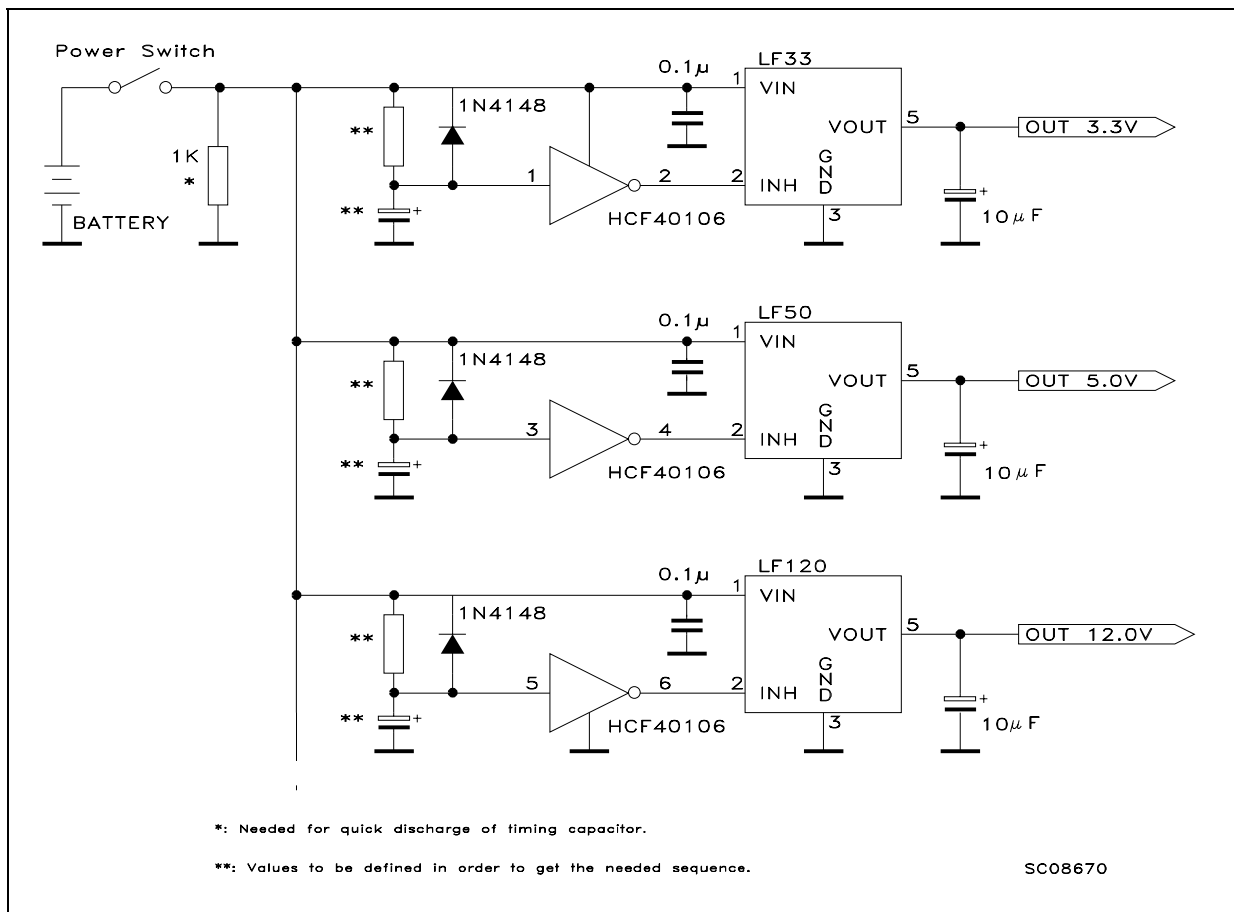 Power Switch
1K
*
BATTERY
**
**
1N4148
1
2
HCF40106
0.1μ
LF33
1
VIN
VOUT
5
2
INH
GND
3
10μF
OUT 3.3V
**
**
1N4148
3
4
HCF40106
0.1μ
LF50
1
VIN
VOUT
5
2
INH
GND
3
10μF
OUT 5.0V
**
**
1N4148
5
6
HCF40106
0.1μ
LF120
1
VIN
VOUT
5
2
INH
GND
3
10μF
OUT 12.0V
+
+
+
+
+
+
*: Needed for quick discharge of timing capacitor.
**: Values to be defined in order to get the needed sequence.
SC08670